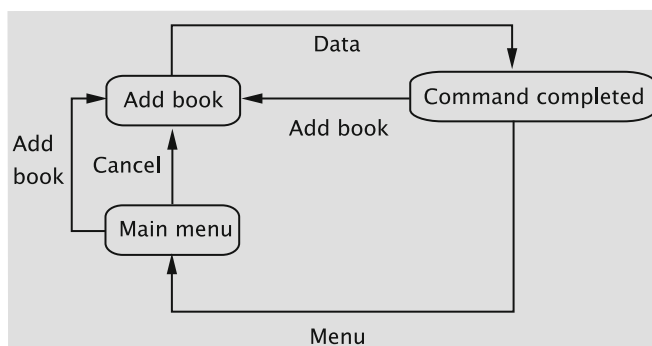 Data
Add book
Command completed
Add book
Add
book
Cancel
Main menu
Menu